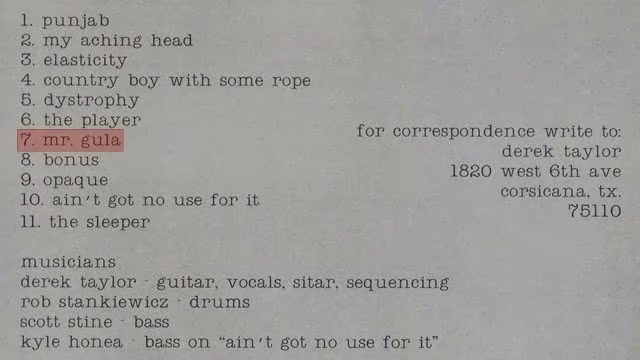 1. punjab
2. my aching head
3. elasticity
4. country boy with some rope
5. dystrophy
6. the player
7. mr. gula
8. bonus
9. opaque
10. ain't got no use for it
11. the sleeper
for correspondence write to:
derek taylor
1820 west 6th ave
corsicana, tx.
75110
musicians
derek taylor - guitar, vocals, sitar, sequencing
rob stankiewicz - drums
scott stine - bass
kyle honea - bass on "ain't got no use for it"